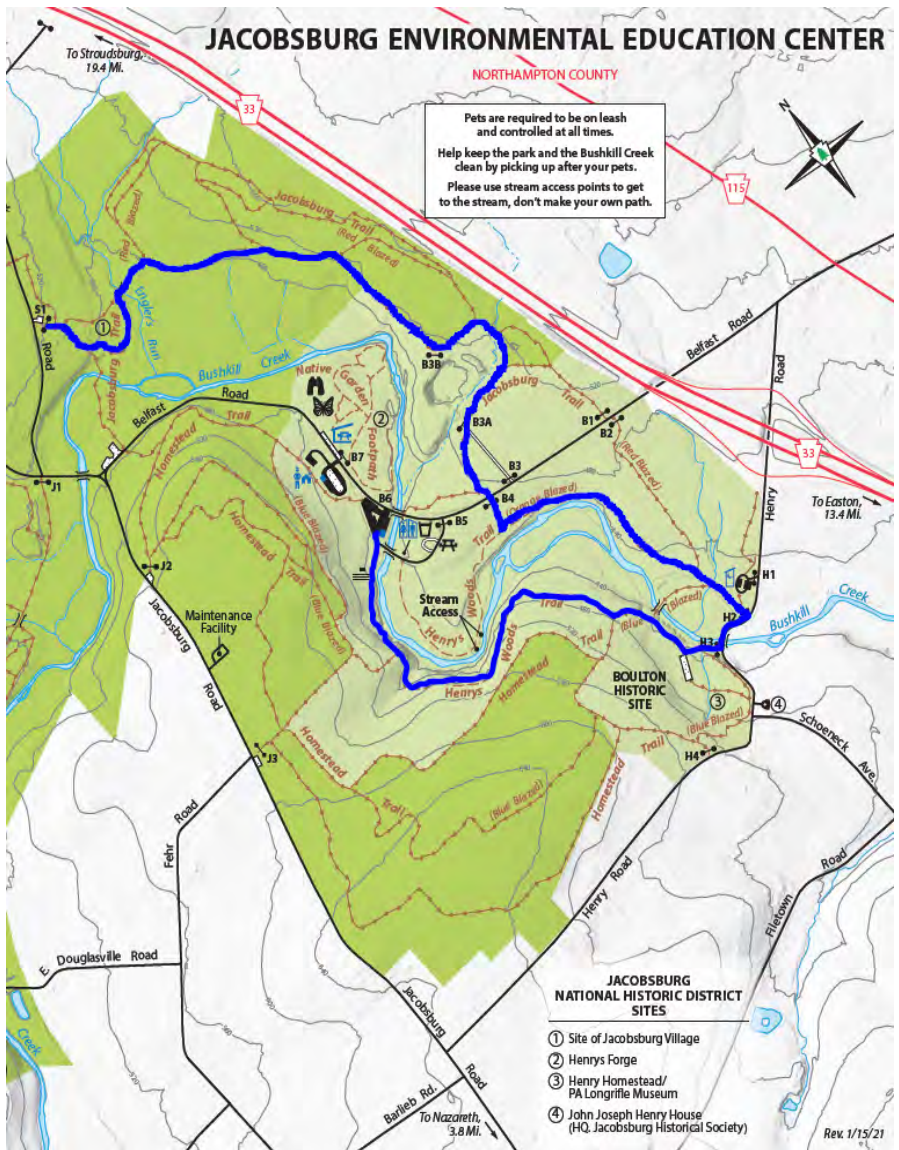 JACOBSBURG ENVIRONMENTAL EDUCATION CENTER
To Stroudsburg,
19.4 Mi.
NORTHAMPTON COUNTY
33
Pets are required to be on leash
and controlled at all times.
Help keep the park and the Bushkill Creek
clean by picking up after your pets.
Please use stream access points to get
to the stream, don't make your own path.
N
115
Jacobsburg
Trail
(Red Blazed)
(Red
Blazed)
S1
1
Trail
Engler's
Run
Road
Jacobsburg
Bushkill
Creek
Belfast
Road
B3B
Native
Garden
Footpath
2
Jacobsburg
Trail
Belfast
Road
Road
B3A
B1
B2
(Red Blazed)
33
To Easton,
13.4 Mi.
Henry
Homestead
Trail
B7
B3
B4
(Orange Blazed)
Trail
B6
B5
J1
(Blue Blazed)
Homestead
Trail
(Blue Blazed)
J2
Jacobsburg
Road
Maintenance
Facility
Stream
Access
Woods
Henrys
Trail
Woods
Henrys
Homestead
Trail
(Blue
Blazed)
H1
H2
H3
Bushkill
Creek
BOULTON
HISTORIC
SITE
3
4
(Blue Blazed)
Trail
H4
Schoeneck
Ave.
J3
Homestead
Trail
(Blue Blazed)
Homestead
Fehr
Road
Henry
Road
Filetown
Road
E.
Douglasville
Road
Creek
Jacobsburg
Road
Barlieb Rd.
To Nazareth,
3.8 Mi.
JACOBSBURG
NATIONAL HISTORIC DISTRICT
SITES
1 Site of Jacobsburg Village
2 Henrys Forge
3 Henry Homestead/
PA Longrifle Museum
4 John Joseph Henry House
(HQ. Jacobsburg Historical Society)
Rev. 1/15/21